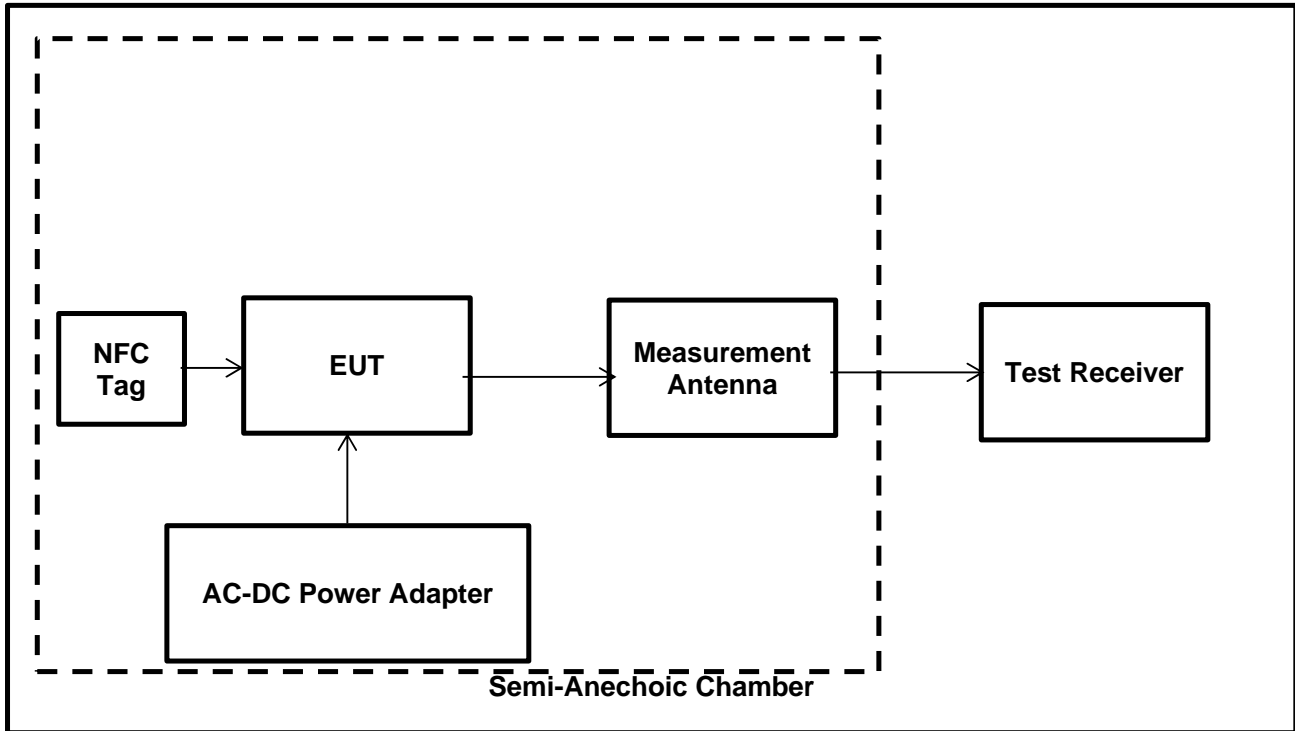 NFC
Tag
EUT
Measurement
Antenna
Test Receiver
AC-DC Power Adapter
Semi-Anechoic Chamber